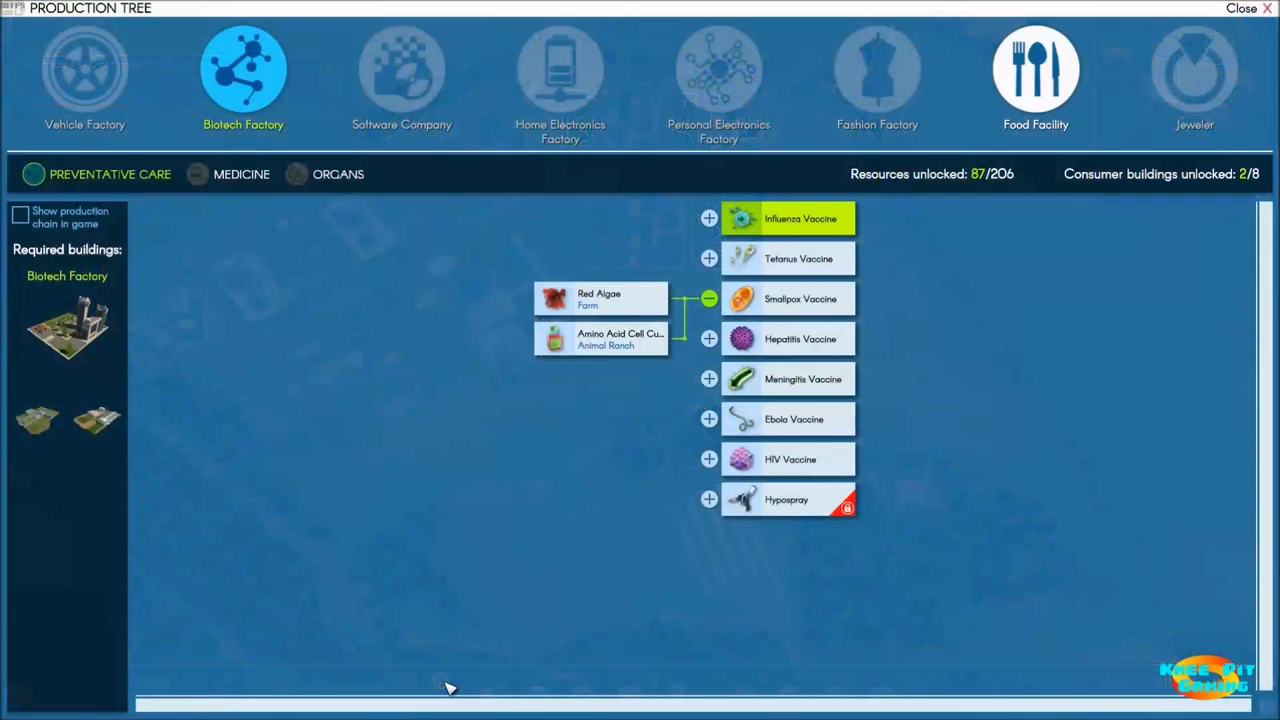 PRODUCTION TREE
Close X
Vehicle Factory
Biotech Factory
Software Company
Home Electronics
Factory
Personal Electronics
Factory
Fashion Factory
Food Facility
Jeweler
PREVENTATIVE CARE
MEDICINE
ORGANS
Resources unlocked: 87/206
Consumer buildings unlocked: 2/8
Show production
chain in game
Required buildings:
Biotech Factory
Influenza Vaccine
Tetanus Vaccine
Red Algae
Farm
Smallpox Vaccine
Amino Acid Cell Cu...
Animal Ranch
Hepatitis Vaccine
Meningitis Vaccine
Ebola Vaccine
HIV Vaccine
Hypospray
KNEE PIT
GAMING